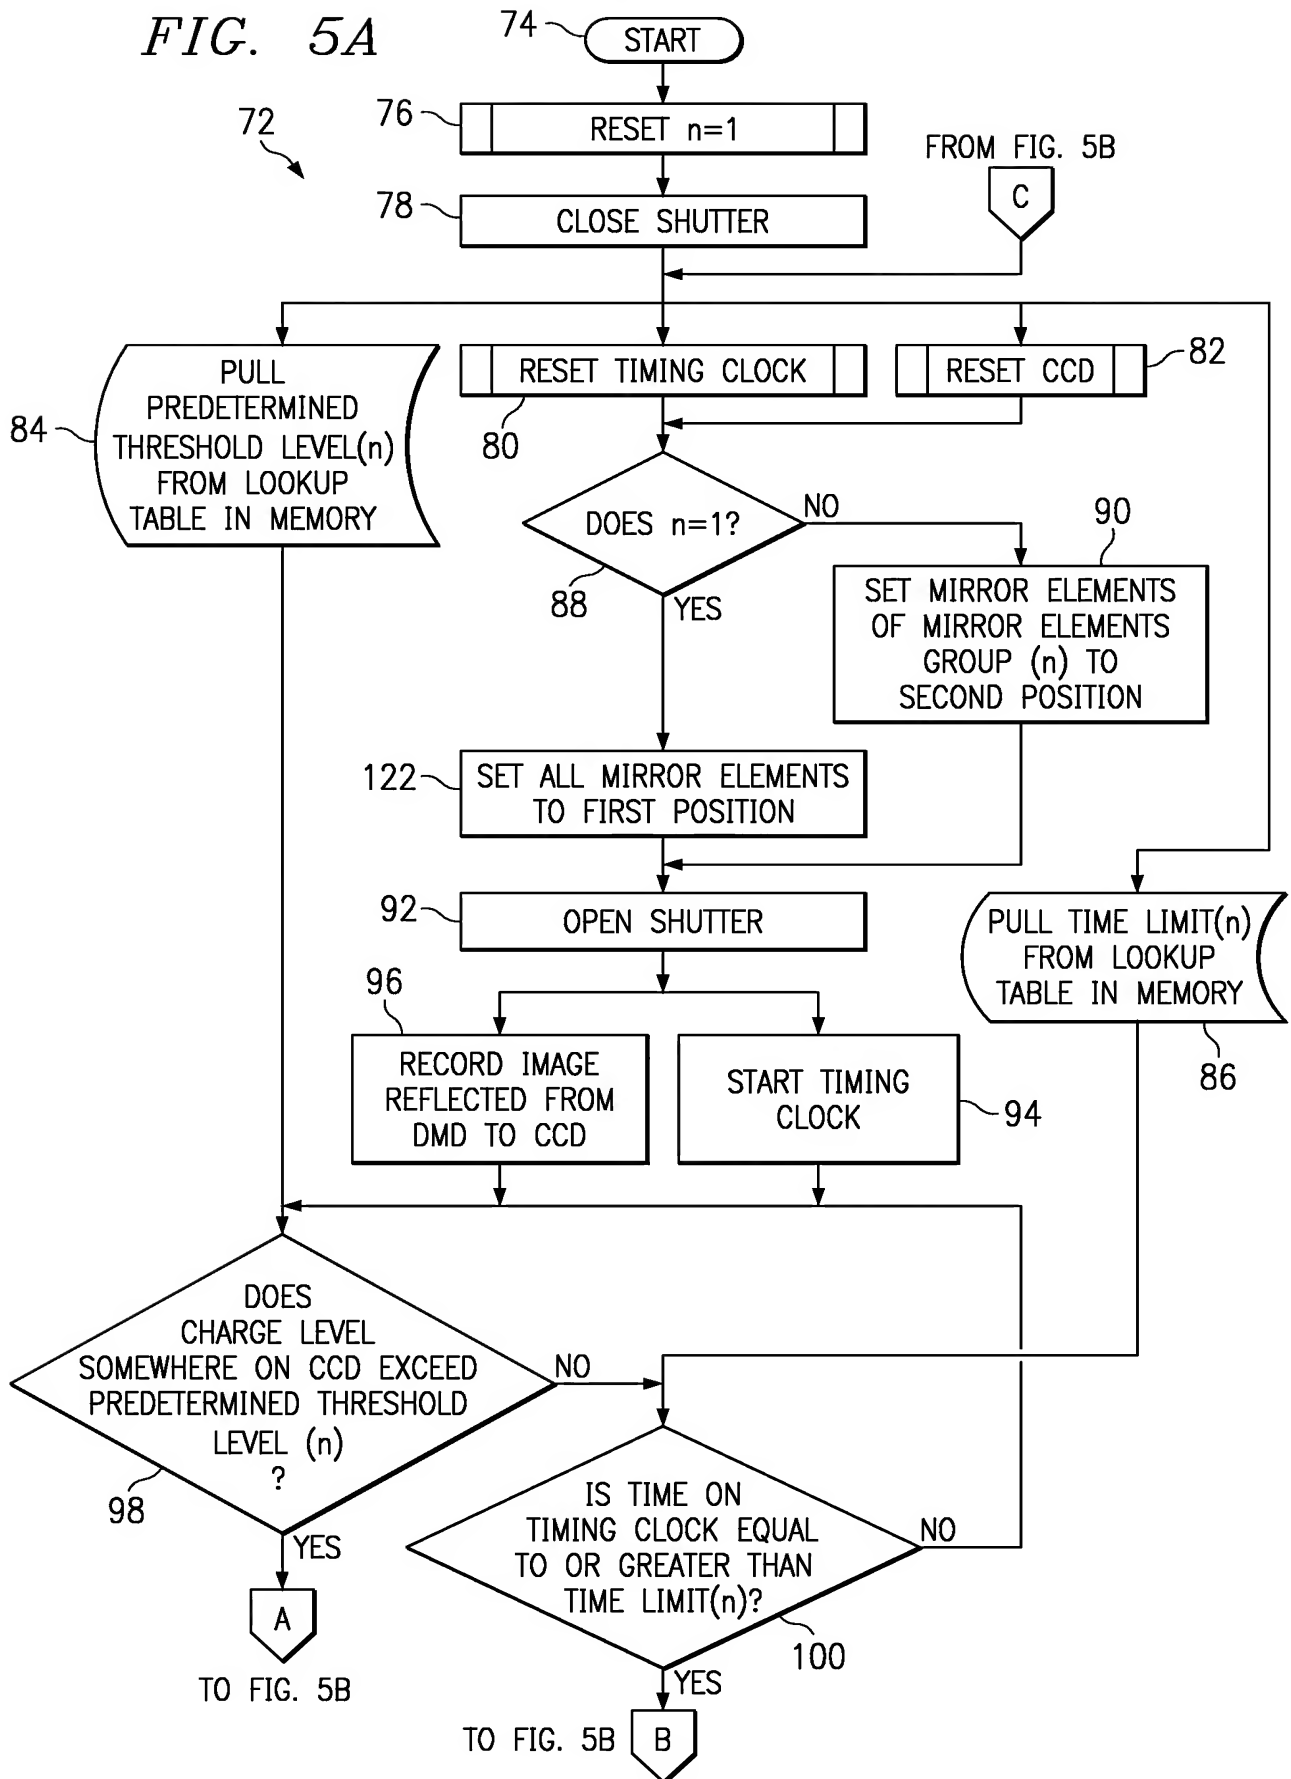 FIG. 5A
74
START
76
RESET n=1
72
FROM FIG. 5B
C
78
CLOSE SHUTTER
84
PULL
PREDETERMINED
THRESHOLD LEVEL(n)
FROM LOOKUP
TABLE IN MEMORY
RESET TIMING CLOCK
80
RESET CCD
82
DOES n=1?
88
NO
YES
90
SET MIRROR ELEMENTS
OF MIRROR ELEMENTS
GROUP (n) TO
SECOND POSITION
122
SET ALL MIRROR ELEMENTS
TO FIRST POSITION
92
OPEN SHUTTER
PULL TIME LIMIT(n)
FROM LOOKUP
TABLE IN MEMORY
86
96
RECORD IMAGE
REFLECTED FROM
DMD TO CCD
START TIMING
CLOCK
94
DOES
CHARGE LEVEL
SOMEWHERE ON CCD EXCEED
PREDETERMINED THRESHOLD
LEVEL (n)
?
98
NO
YES
A
TO FIG. 5B
IS TIME ON
TIMING CLOCK EQUAL
TO OR GREATER THAN
TIME LIMIT(n)?
NO
100
YES
TO FIG. 5B
B